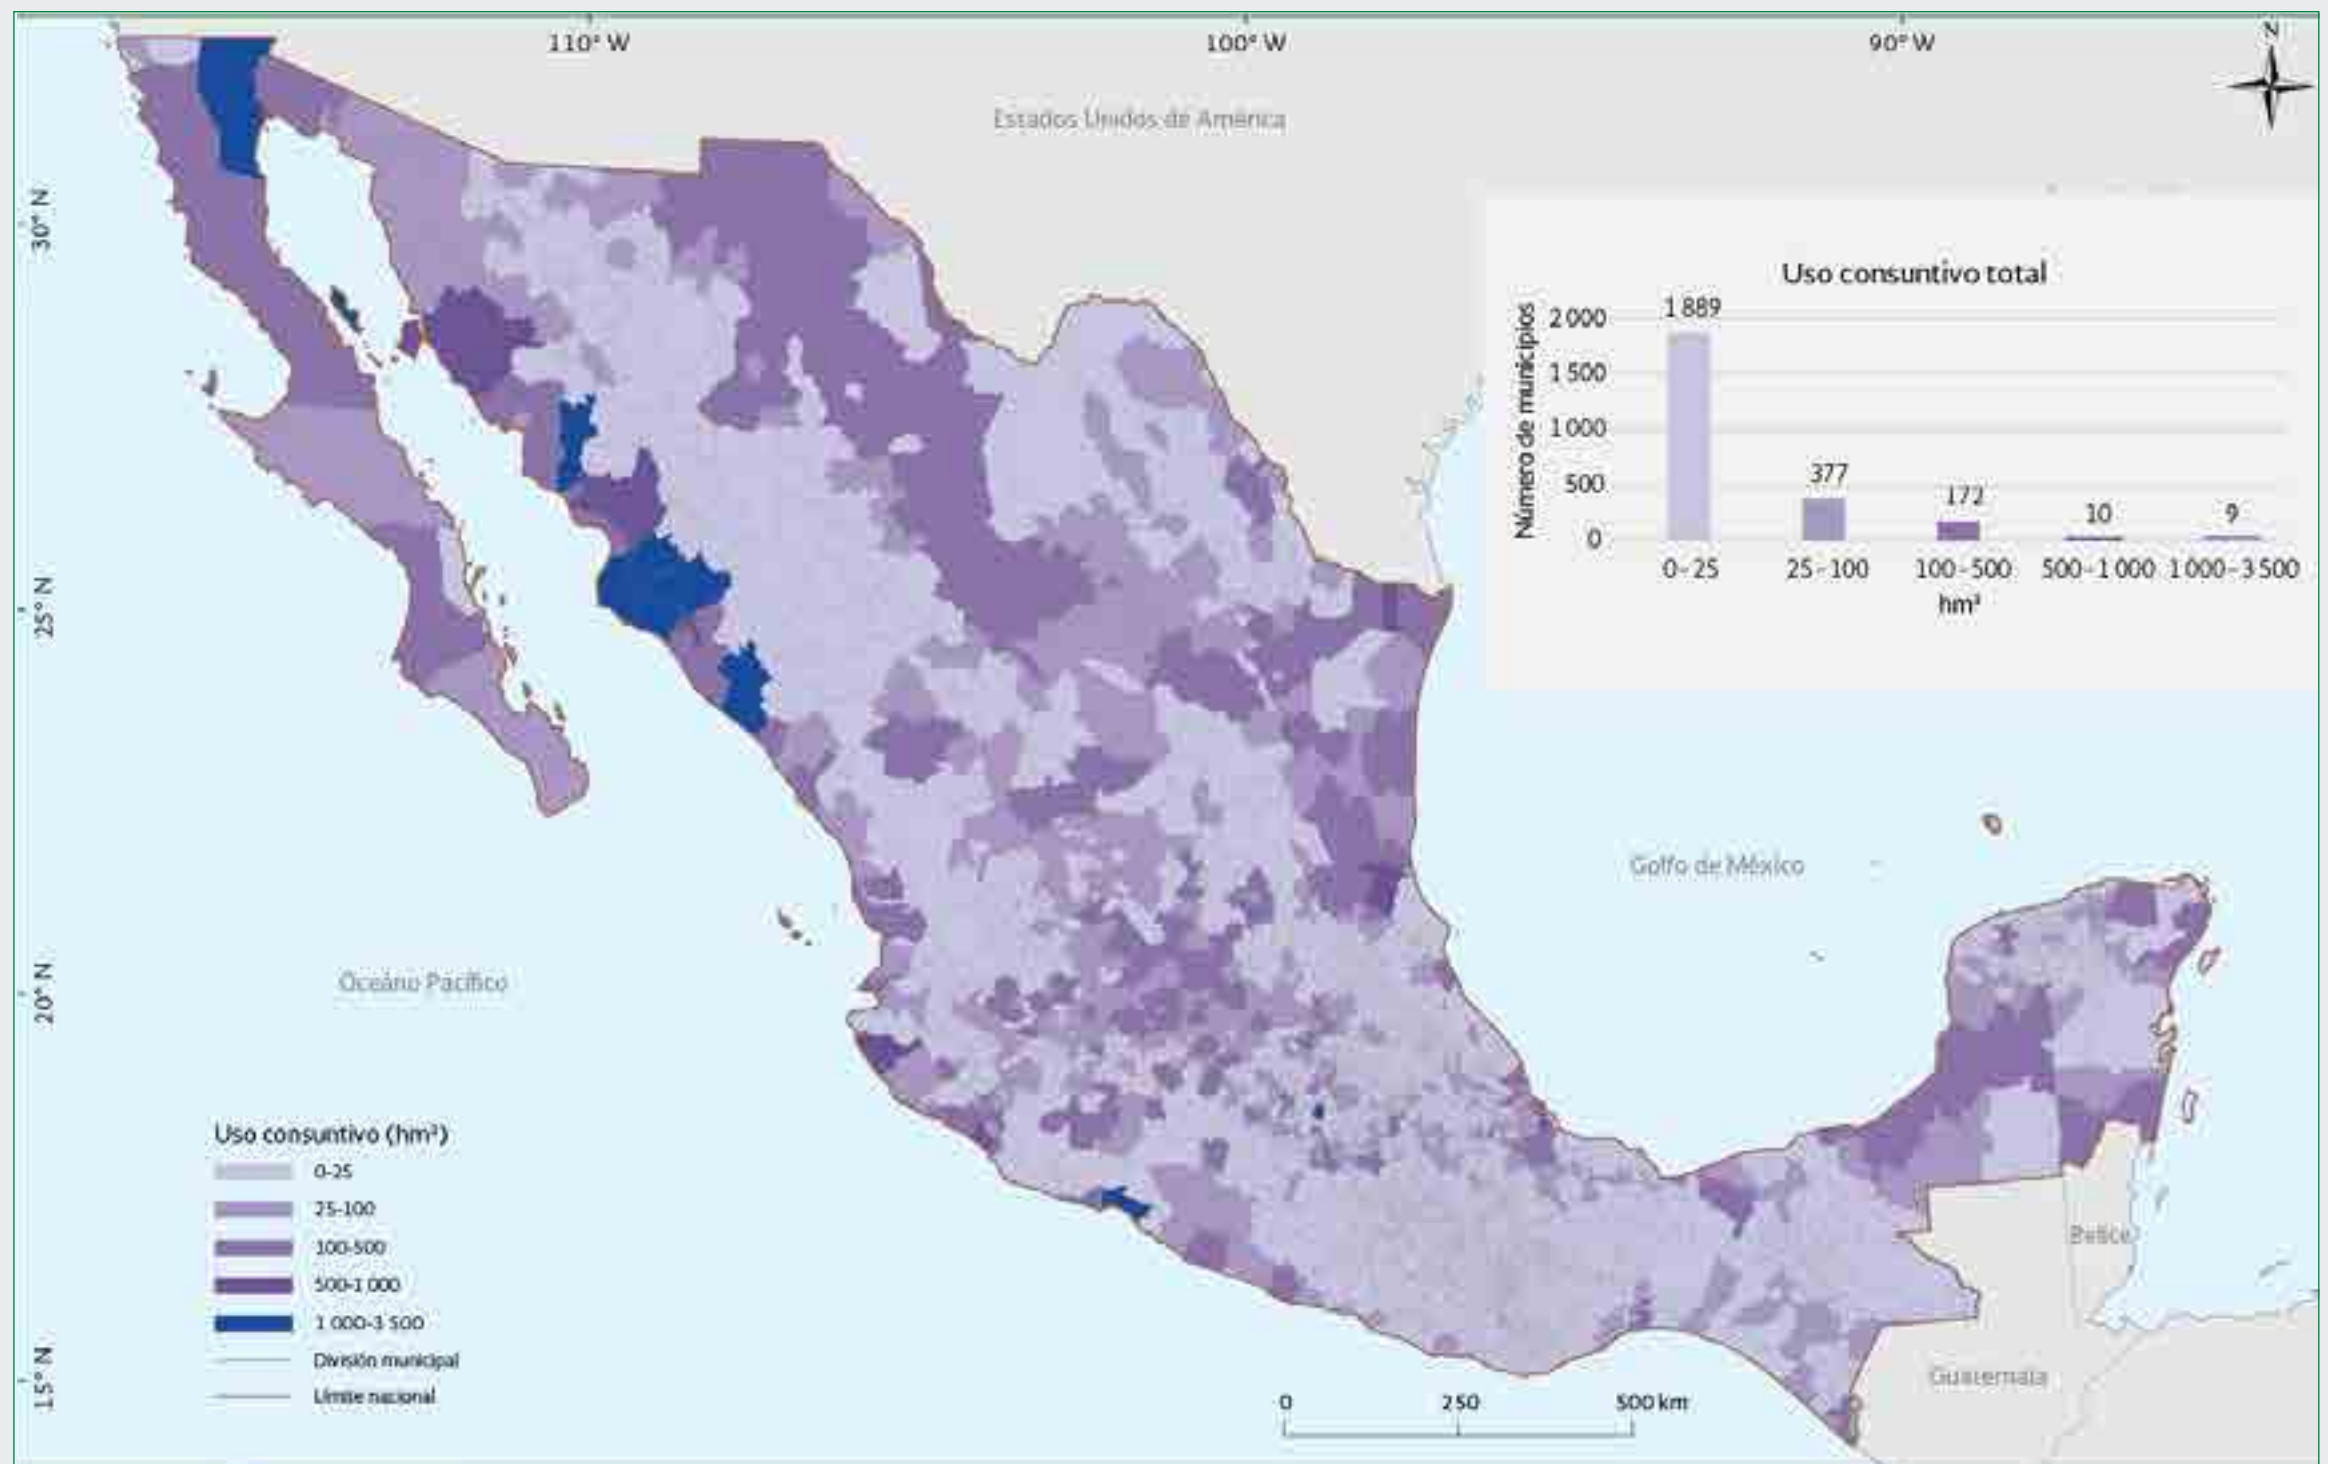 110° W
100° W
90° W
N
Estados Unidos de América
30° N
25° N
20° N
15° N
Uso consuntivo total
Número de municipios
2 000
1 500
1 000
500
0
1 889
377
172
10
9
0-25
25-100
100-500
500-1 000
1 000-3 500
hm³
Golfo de México
Océano Pacífico
Belice
Guatemala
Uso consuntivo (hm³)
0-25
25-100
100-500
500-1 000
1 000-3 500
División municipal
Límite nacional
0
250
500 km